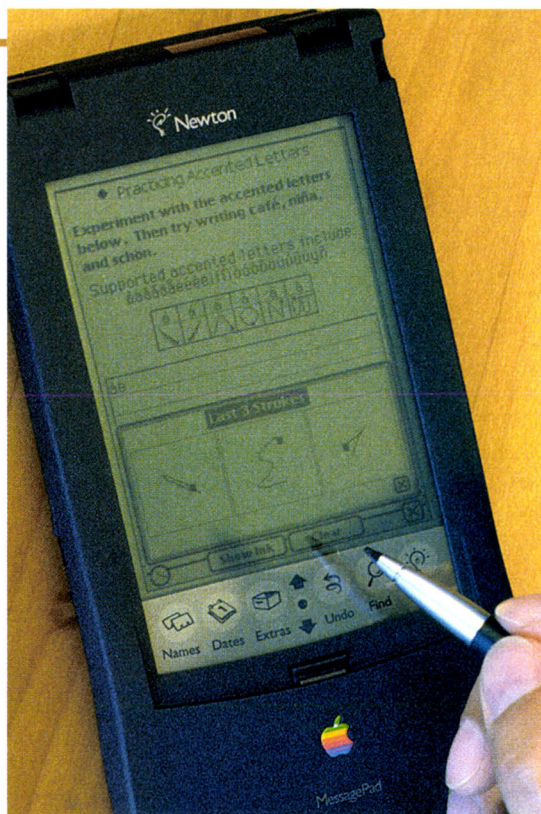 Newton
Practicing Accented Letters
Experiment with the accented letters
below. Then try writing café, niña,
and schön.
Supported accented letters include
Last 3 Strokes
Show Ink Clear
Names Dates Extras Undo Find
MessagePad